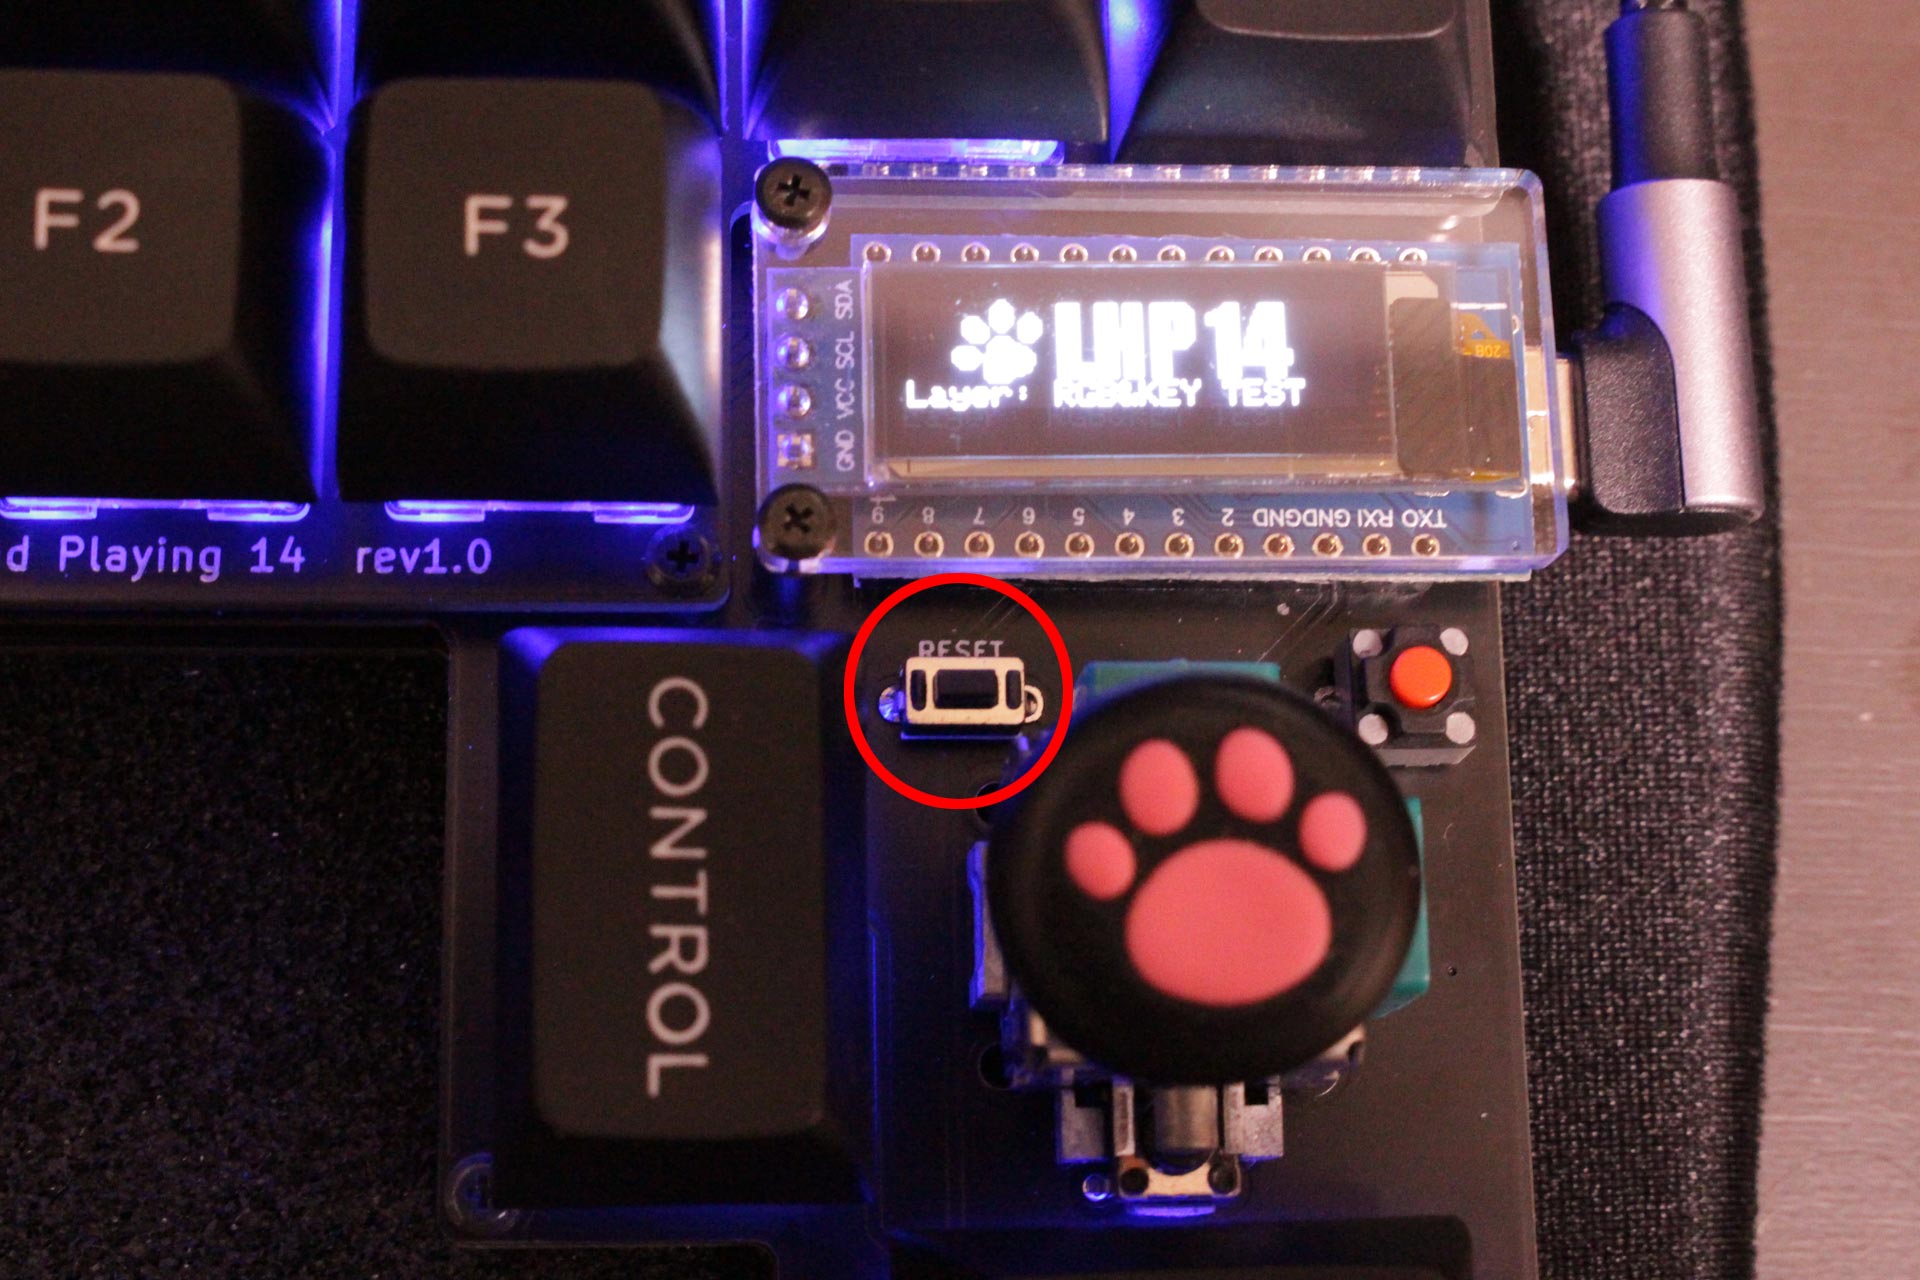 F2
F3
SDA
SCL
VCC
GND
LHP14
Layer: RGB&KEY TEST
208
9 8 7 6 5 4 3 2 GND GND RXI TXO
d Playing 14 rev1.0
RESET
CONTROL